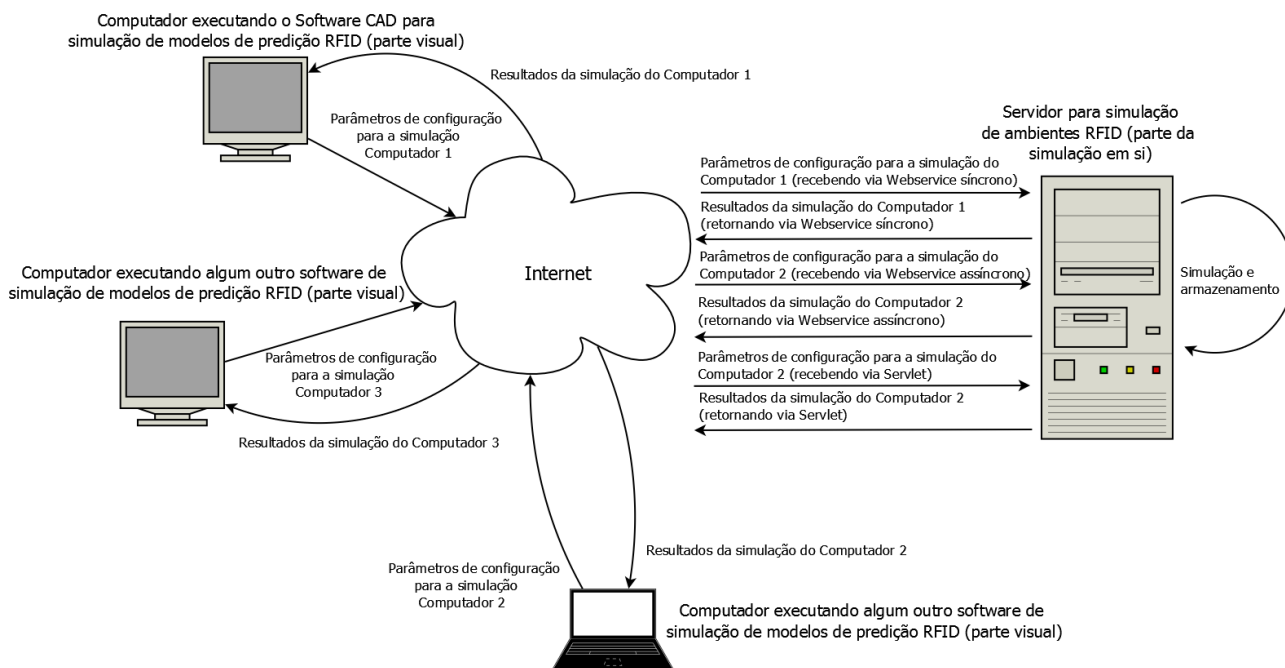 Computador executando o Software CAD para
simulação de modelos de predição RFID (parte visual)
Resultados da simulação do Computador 1
Parâmetros de configuração
para a simulação
Computador 1
Servidor para simulação
de ambientes RFID (parte da
simulação em si)
Parâmetros de configuração para a simulação do
Computador 1 (recebendo via Webservice síncrono)
Resultados da simulação do Computador 1
(retornando via Webservice síncrono)
Parâmetros de configuração para a simulação do
Computador 2 (recebendo via Webservice assíncrono)
Resultados da simulação do Computador 2
(retornando via Webservice assíncrono)
Parâmetros de configuração para a simulação do
Computador 2 (recebendo via Servlet)
Resultados da simulação do Computador 2
(retornando via Servlet)
Simulação e
armazenamento
Internet
Computador executando algum outro software de
simulação de modelos de predição RFID (parte visual)
Parâmetros de configuração
para a simulação
Computador 3
Resultados da simulação do Computador 3
Resultados da simulação do Computador 2
Parâmetros de configuração
para a simulação
Computador 2
Computador executando algum outro software de
simulação de modelos de predição RFID (parte visual)